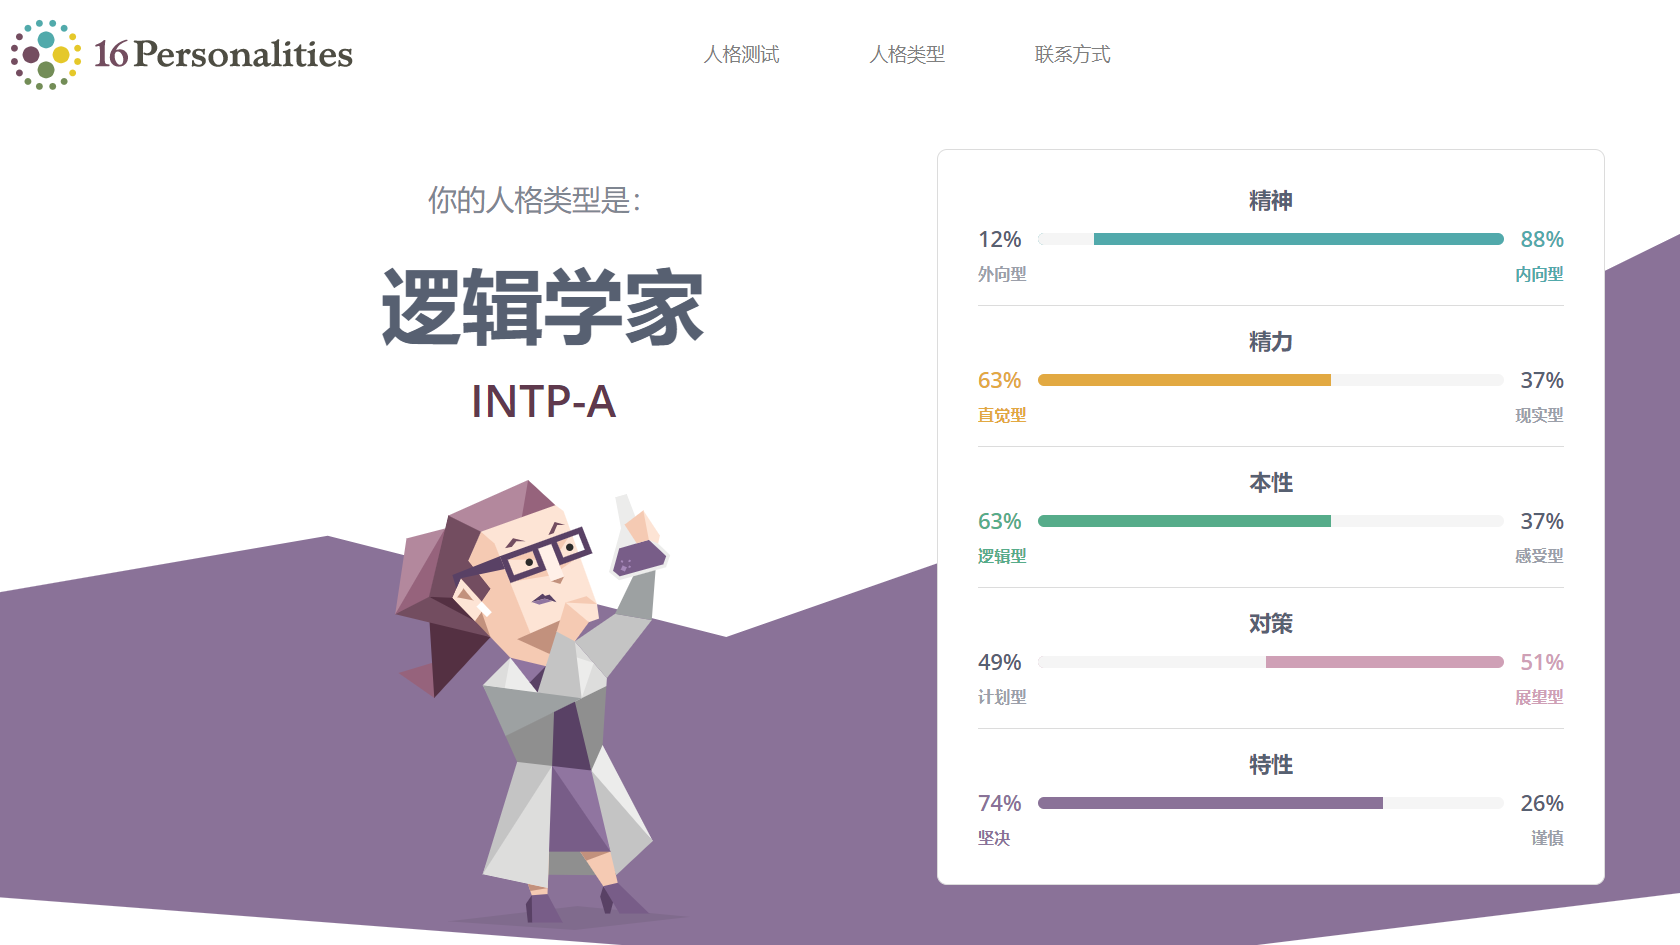 16Personalities
人格测试 人格类型 联系方式
你的人格类型是：
逻辑学家
INTP-A
精神
12% 88%
外向型 内向型
精力
63% 37%
直觉型 现实型
本性
63% 37%
逻辑型 感受型
对策
49% 51%
计划型 展望型
特性
74% 26%
坚决 谨慎